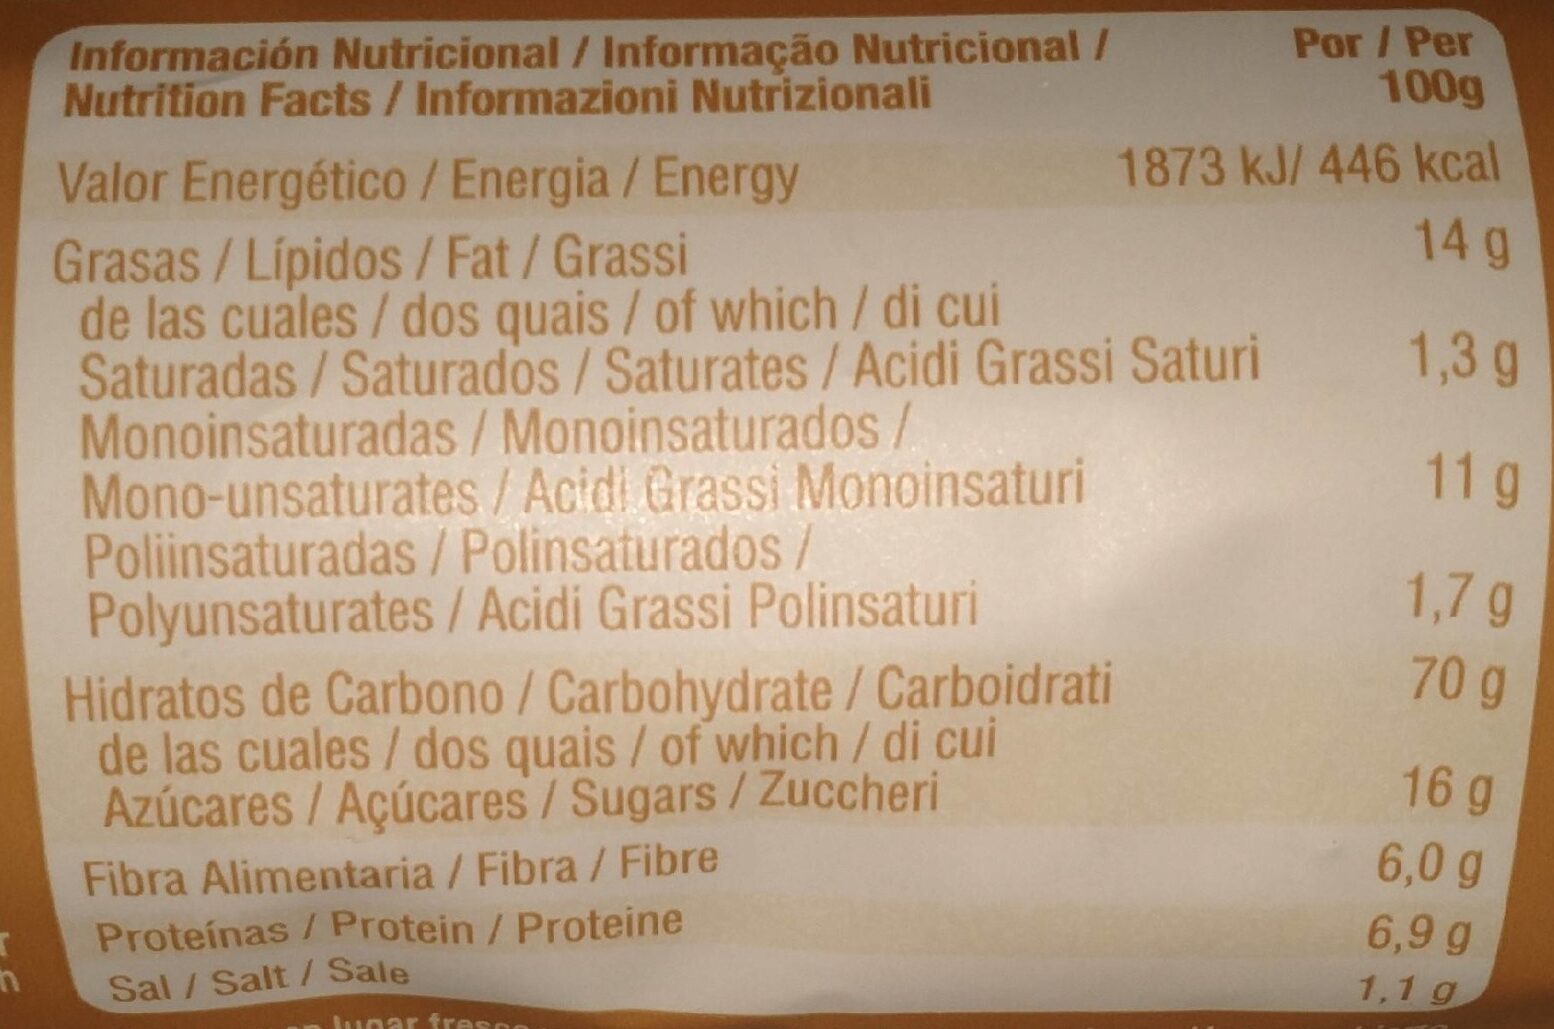 Información Nutricional / Informação Nutricional / Por / Per
Nutrition Facts / Informazioni Nutrizionali 100g
Valor Energético / Energia / Energy 1873 kJ/ 446 kcal
Grasas / Lípidos / Fat / Grassi 14 g
de las cuales / dos quais / of which / di cui
Saturadas / Saturados / Saturates / Acidi Grassi Saturi 1,3 g
Monoinsaturadas / Monoinsaturados /
Mono-unsaturates / Acidi Grassi Monoinsaturi 11 g
Poliinsaturadas / Polinsaturados /
Polyunsaturates / Acidi Grassi Polinsaturi 1,7 g
Hidratos de Carbono / Carbohydrate / Carboidrati 70 g
de las cuales / dos quais / of which / di cui
Azúcares / Açúcares / Sugars / Zuccheri 16 g
Fibra Alimentaria / Fibra / Fibre 6,0 g
Proteínas / Protein / Proteine 6,9 g
Sal / Salt / Sale 1,1 g
lugar